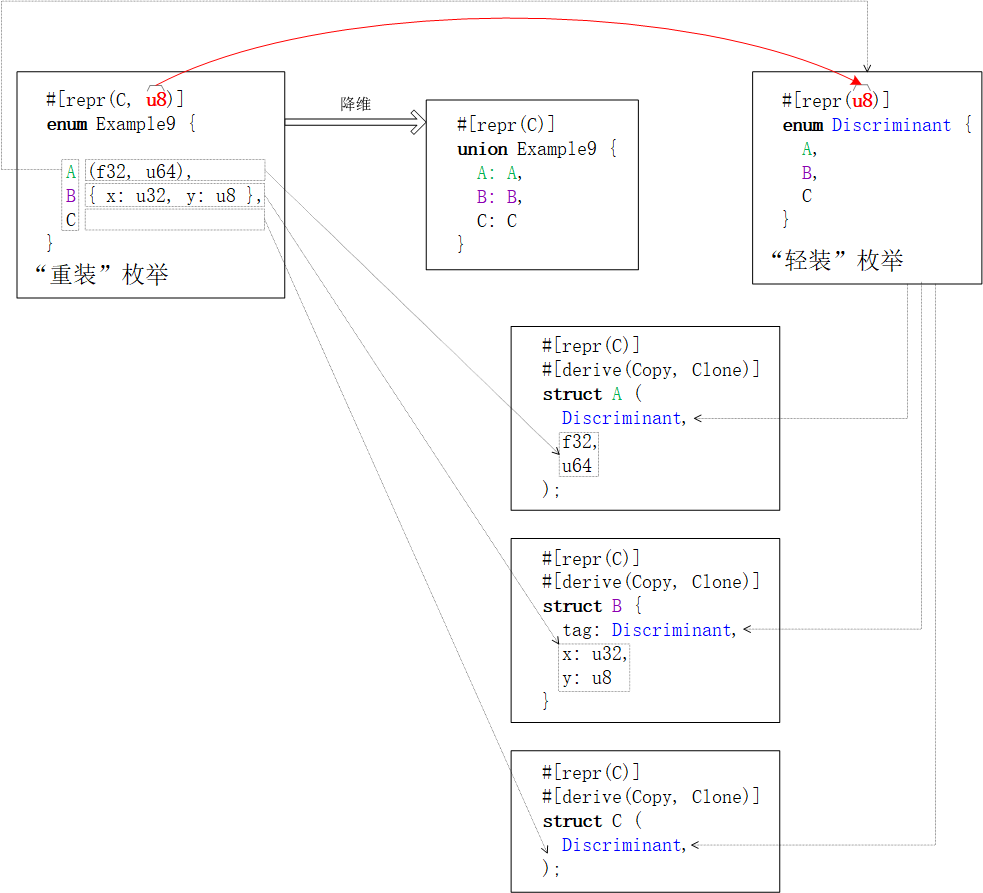 #[repr(C, u8)]
enum Example9 {
A (f32, u64),
B { x: u32, y: u8 },
C
}
“重装”枚举
降维
#[repr(C)]
union Example9 {
A: A,
B: B,
C: C
}
#[repr(u8)]
enum Discriminant {
A,
B,
C
}
“轻装”枚举
#[repr(C)]
#[derive(Copy, Clone)]
struct A (
Discriminant,
f32,
u64
);
#[repr(C)]
#[derive(Copy, Clone)]
struct B {
tag: Discriminant,
x: u32,
y: u8
}
#[repr(C)]
#[derive(Copy, Clone)]
struct C (
Discriminant,
);